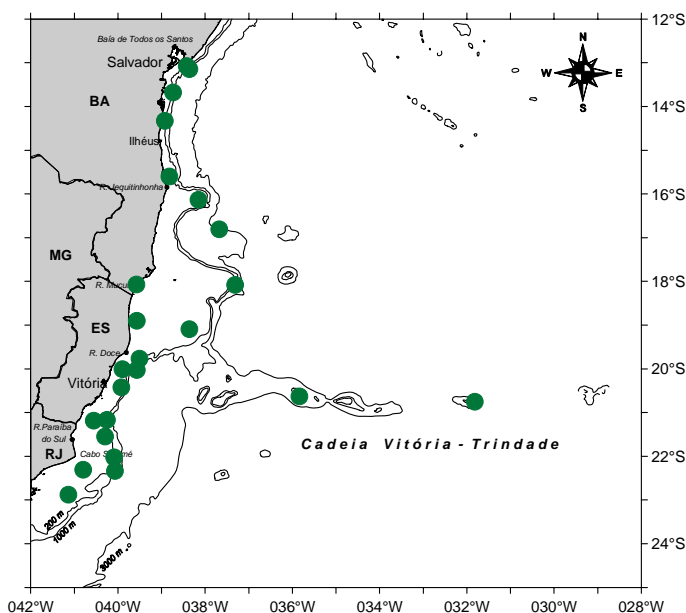 12°S
Baía de Todos os Santos
N
Salvador
W E
BA
S
14°S
Ilhéus
R. Jequitinhonha
16°S
MG
R. Mucuri
18°S
ES
R. Doce
20°S
Vitória
R.Paraíba
do Sul
Cadeia Vitória - Trindade
RJ
Cabo S. Tomé
22°S
200 m
1000 m
3000 m
24°S
042°W 040°W 038°W 036°W 034°W 032°W 030°W 028°W